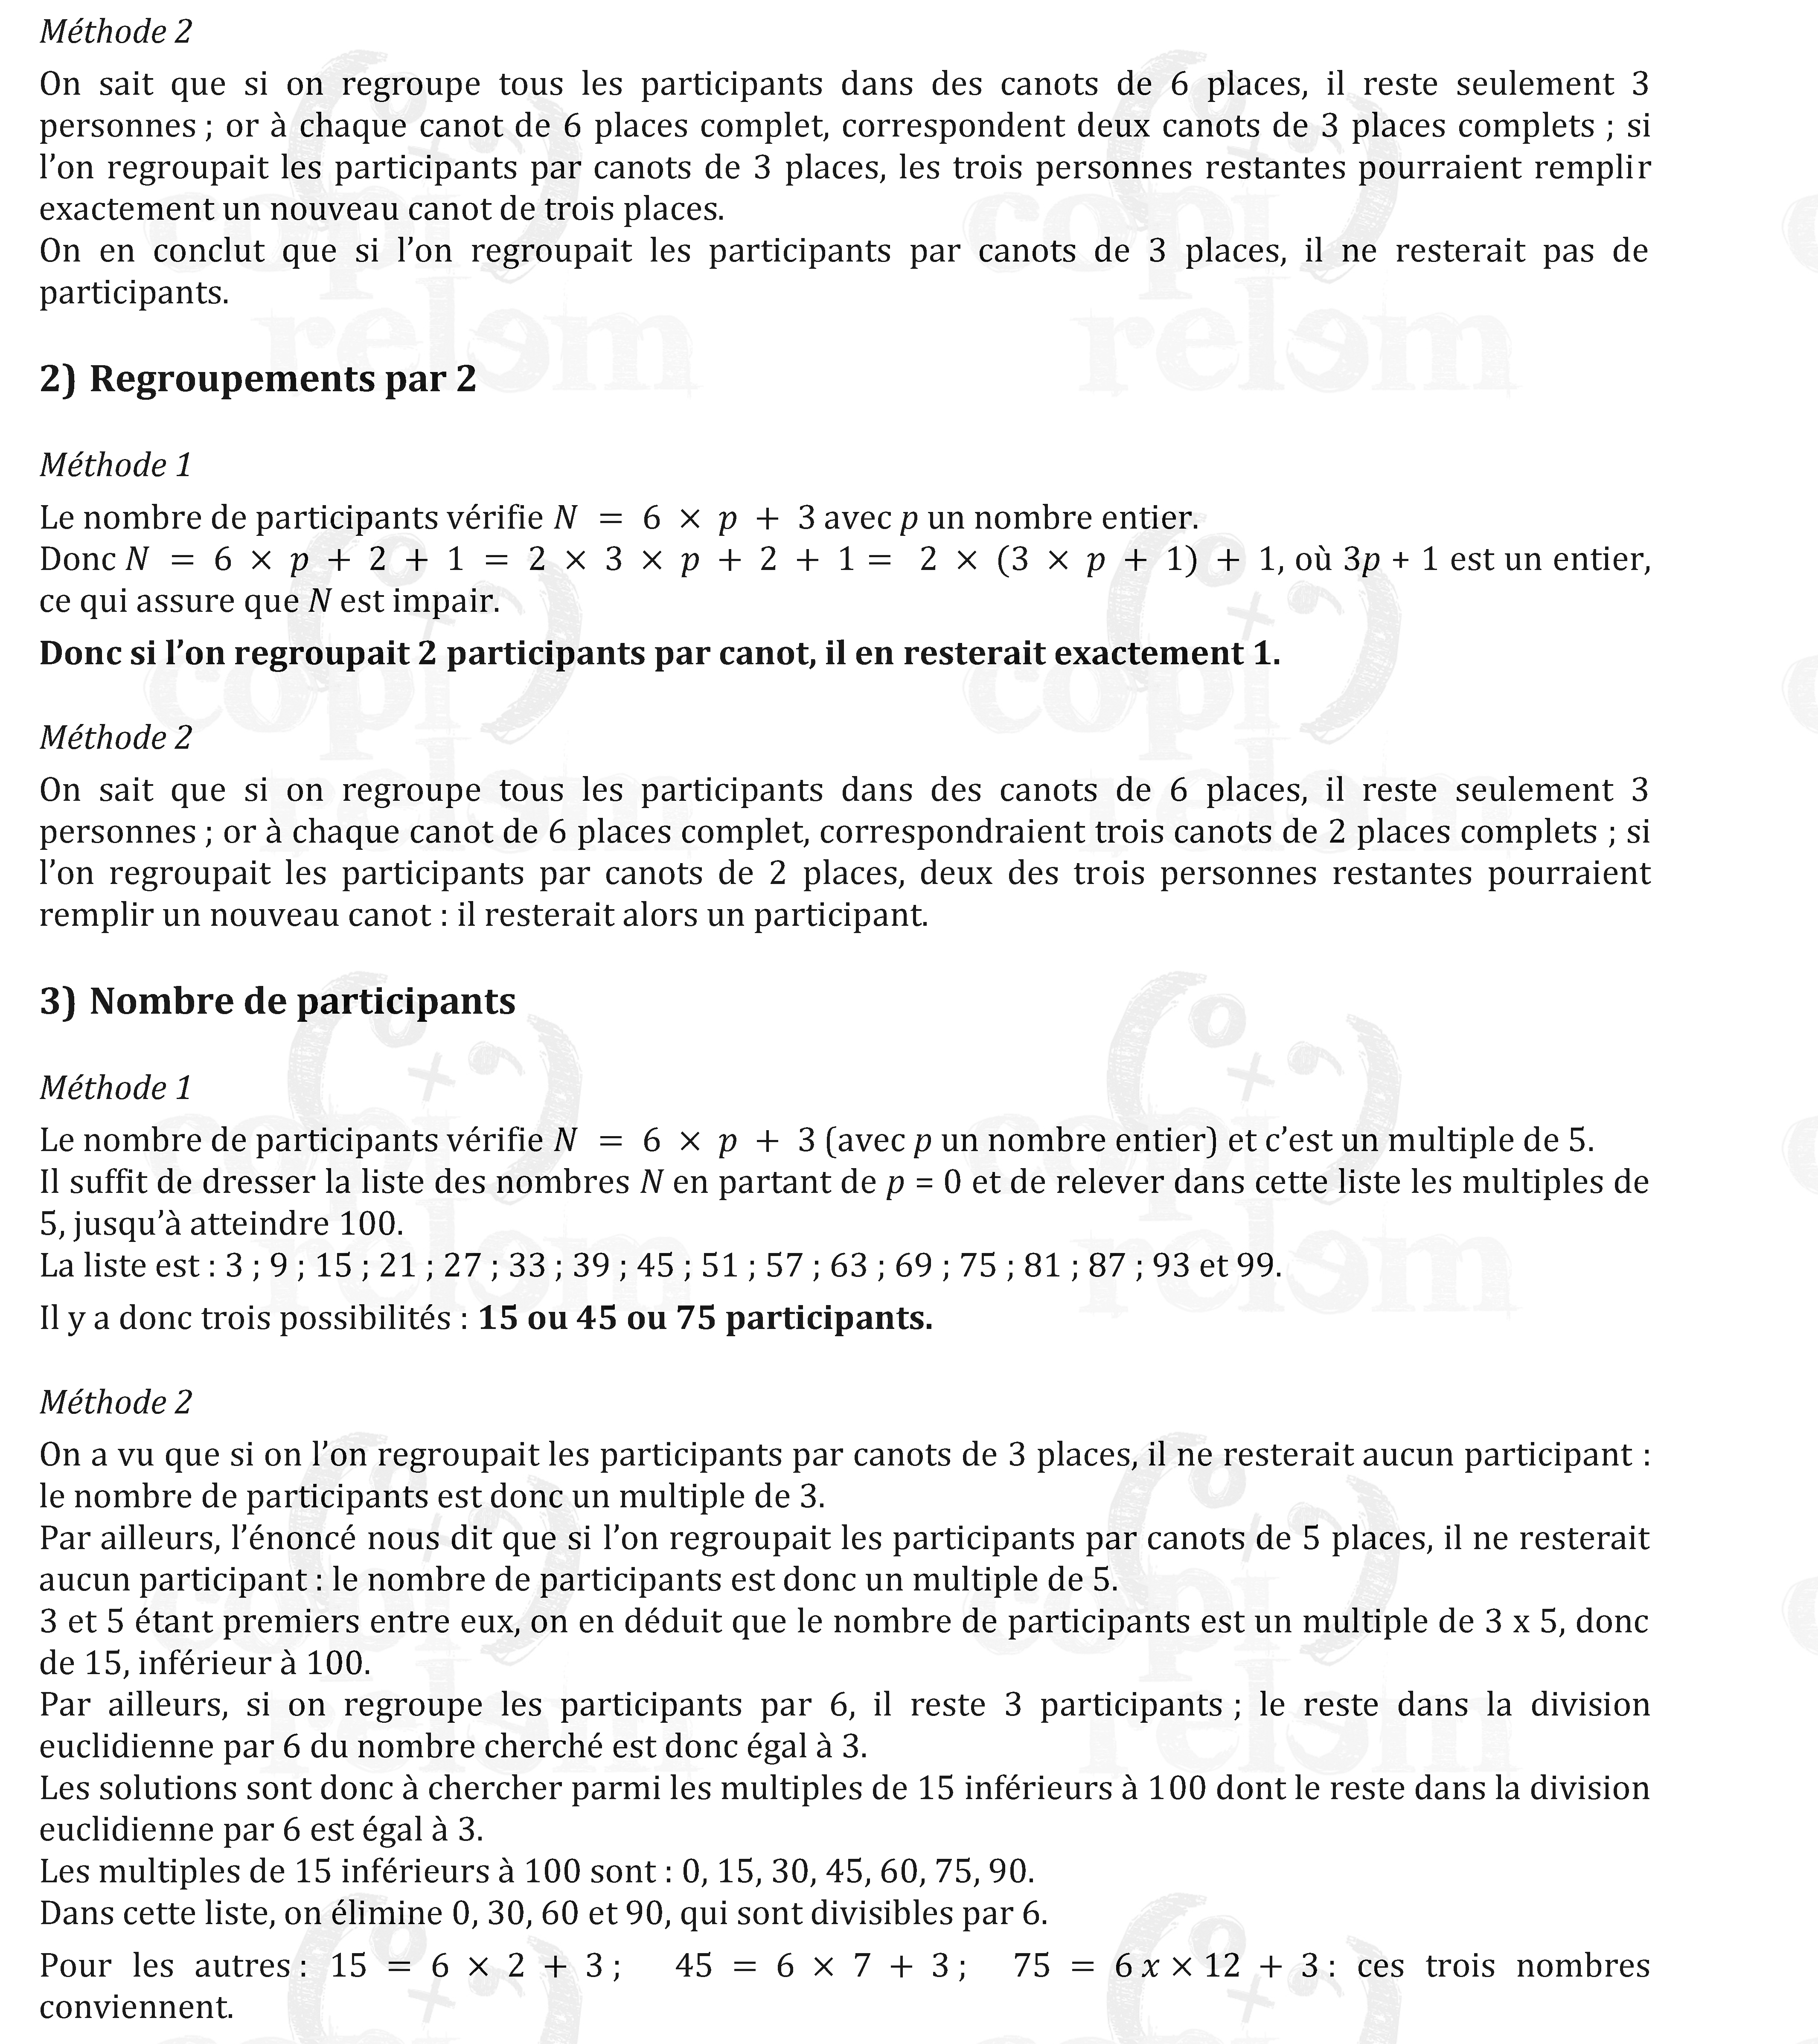 Méthode 2
On sait que si on regroupe tous les participants dans des canots de 6 places, il reste seulement 3
personnes ; or à chaque canot de 6 places complet, correspondent deux canots de 3 places complets ; si
l’on regroupait les participants par canots de 3 places, les trois personnes restantes pourraient remplir
exactement un nouveau canot de trois places.
On en conclut que si l’on regroupait les participants par canots de 3 places, il ne resterait pas de
participants.
2) Regroupements par 2
Méthode 1
Le nombre de participants vérifie N = 6 × p + 3 avec p un nombre entier.
Donc N = 6 × p + 2 + 1 = 2 × 3 × p + 2 + 1 = 2 × (3 × p + 1) + 1, où 3p + 1 est un entier,
ce qui assure que N est impair.
Donc si l’on regroupait 2 participants par canot, il en resterait exactement 1.
Méthode 2
On sait que si on regroupe tous les participants dans des canots de 6 places, il reste seulement 3
personnes ; or à chaque canot de 6 places complet, correspondraient trois canots de 2 places complets ; si
l’on regroupait les participants par canots de 2 places, deux des trois personnes restantes pourraient
remplir un nouveau canot : il resterait alors un participant.
3) Nombre de participants
Méthode 1
Le nombre de participants vérifie N = 6 × p + 3 (avec p un nombre entier) et c’est un multiple de 5.
Il suffit de dresser la liste des nombres N en partant de p = 0 et de relever dans cette liste les multiples de
5, jusqu’à atteindre 100.
La liste est : 3 ; 9 ; 15 ; 21 ; 27 ; 33 ; 39 ; 45 ; 51 ; 57 ; 63 ; 69 ; 75 ; 81 ; 87 ; 93 et 99.
Il y a donc trois possibilités : 15 ou 45 ou 75 participants.
Méthode 2
On a vu que si on l’on regroupait les participants par canots de 3 places, il ne resterait aucun participant :
le nombre de participants est donc un multiple de 3.
Par ailleurs, l’énoncé nous dit que si l’on regroupait les participants par canots de 5 places, il ne resterait
aucun participant : le nombre de participants est donc un multiple de 5.
3 et 5 étant premiers entre eux, on en déduit que le nombre de participants est un multiple de 3 x 5, donc
de 15, inférieur à 100.
Par ailleurs, si on regroupe les participants par 6, il reste 3 participants ; le reste dans la division
euclidienne par 6 du nombre cherché est donc égal à 3.
Les solutions sont donc à chercher parmi les multiples de 15 inférieurs à 100 dont le reste dans la division
euclidienne par 6 est égal à 3.
Les multiples de 15 inférieurs à 100 sont : 0, 15, 30, 45, 60, 75, 90.
Dans cette liste, on élimine 0, 30, 60 et 90, qui sont divisibles par 6.
Pour les autres : 15 = 6 × 2 + 3 ; 45 = 6 × 7 + 3 ; 75 = 6 x × 12 + 3 : ces trois nombres
conviennent.